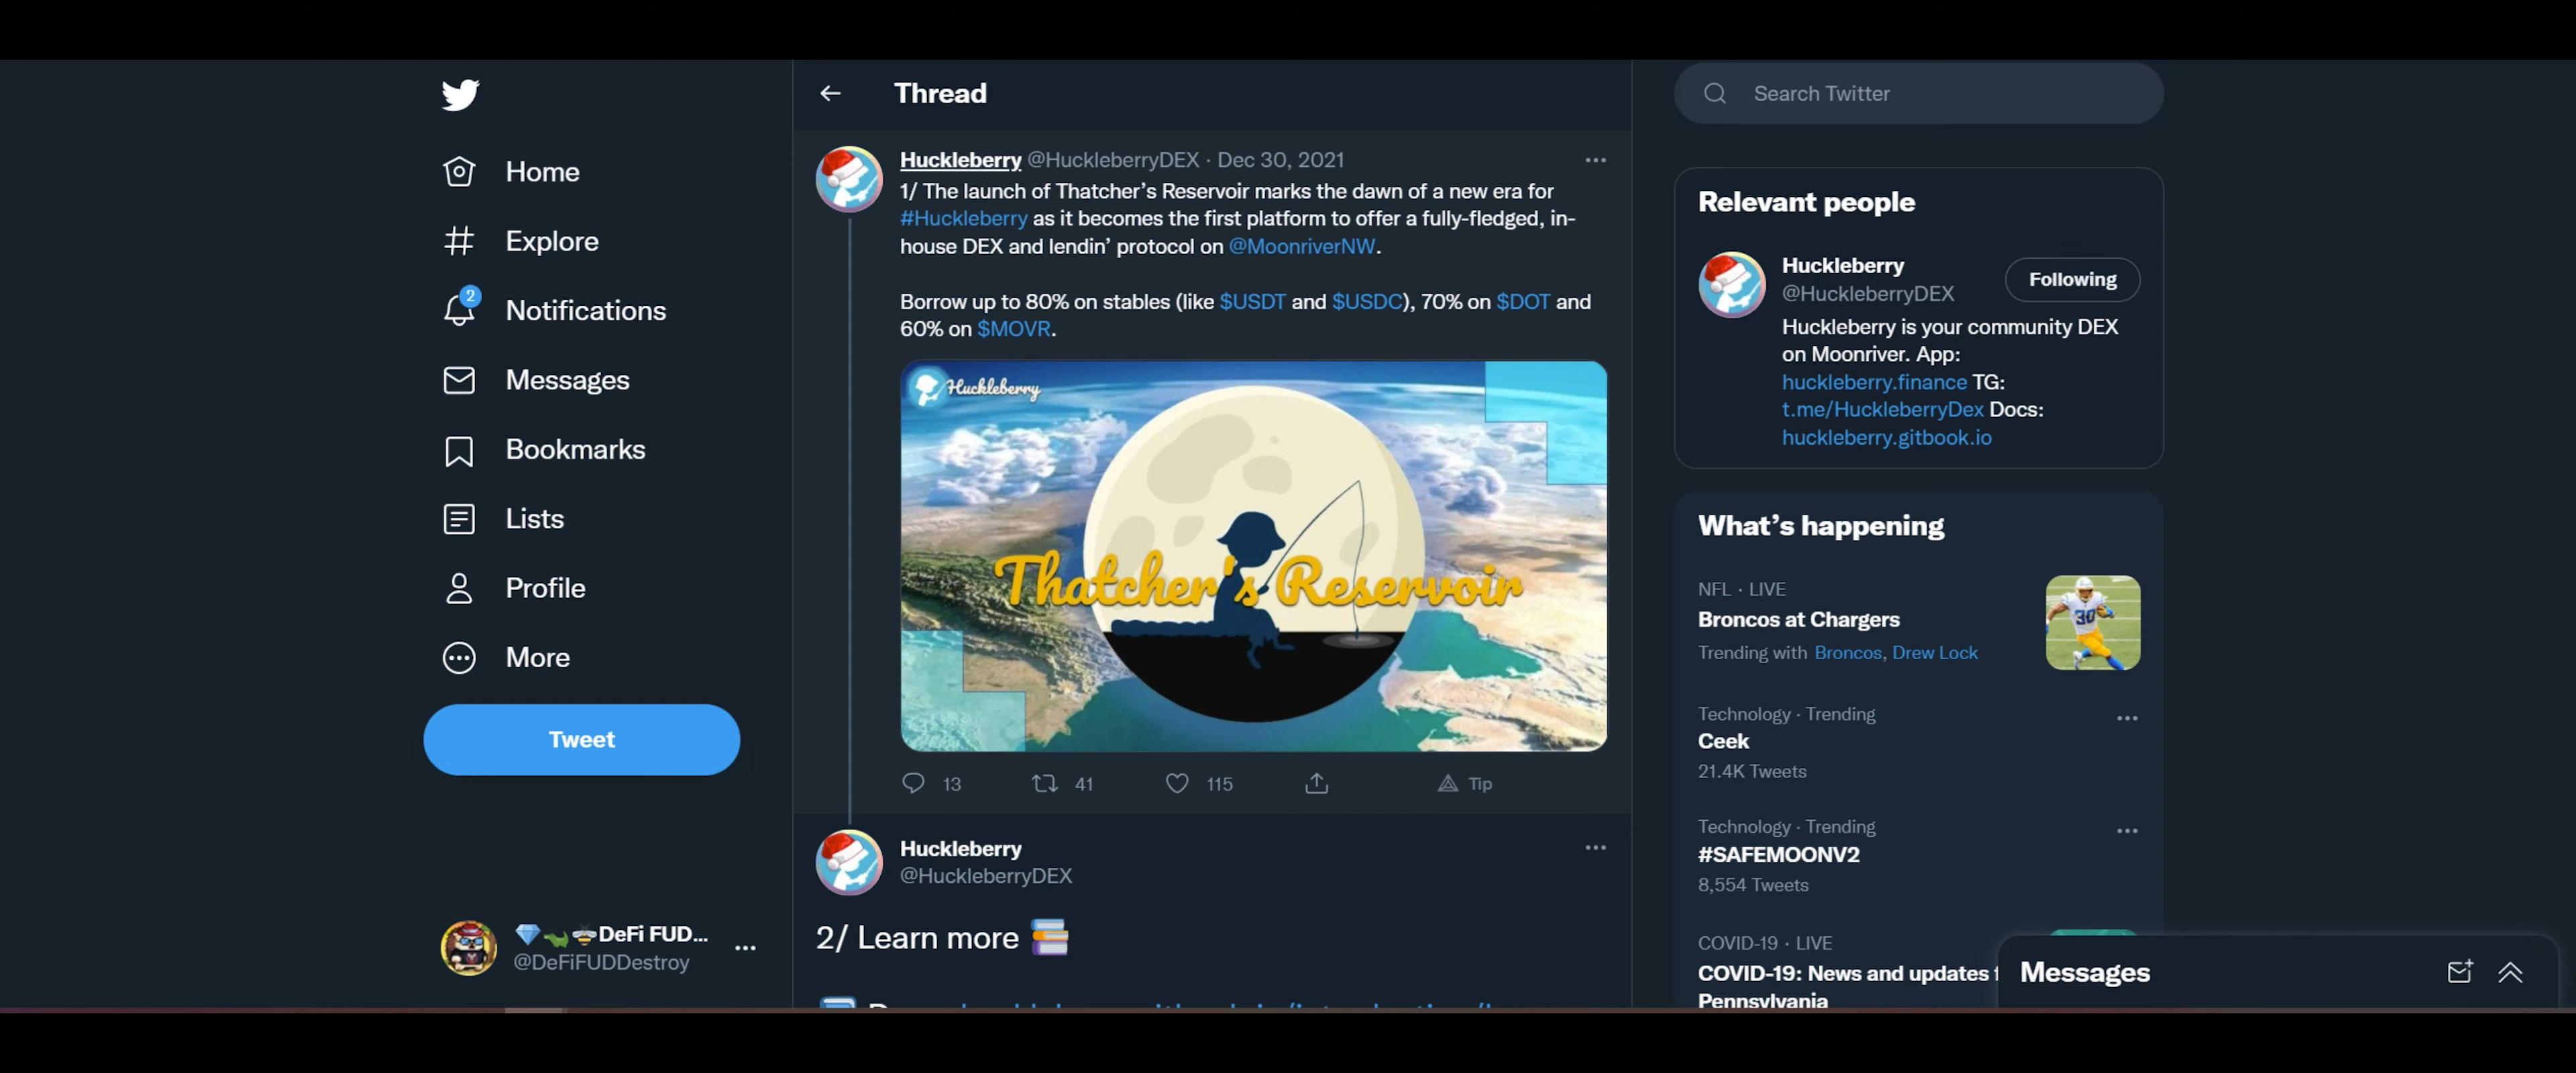 Home
Explore
2
Notifications
Messages
Bookmarks
Lists
Profile
More
Tweet
💎🐊🐝DeFi FUD...
@DeFiFUDDestroy
Thread
Huckleberry @HuckleberryDEX · Dec 30, 2021
1/ The launch of Thatcher’s Reservoir marks the dawn of a new era for
#Huckleberry as it becomes the first platform to offer a fully-fledged, in-
house DEX and lendin’ protocol on @MoonriverNW.
Borrow up to 80% on stables (like $USDT and $USDC), 70% on $DOT and
60% on $MOVR.
Huckleberry
Thatcher's Reservoir
13 41 115 Tip
Huckleberry
@HuckleberryDEX
2/ Learn more 📚
Search Twitter
Relevant people
Huckleberry
@HuckleberryDEX
Following
Huckleberry is your community DEX
on Moonriver. App:
huckleberry.finance TG:
t.me/HuckleberryDex Docs:
huckleberry.gitbook.io
What’s happening
NFL · LIVE
Broncos at Chargers
Trending with Broncos, Drew Lock
30
Technology · Trending
Ceek
21.4K Tweets
Technology · Trending
#SAFEMOONV2
8,554 Tweets
COVID-19 · LIVE
COVID-19: News and updates
Pennsylvania
Messages